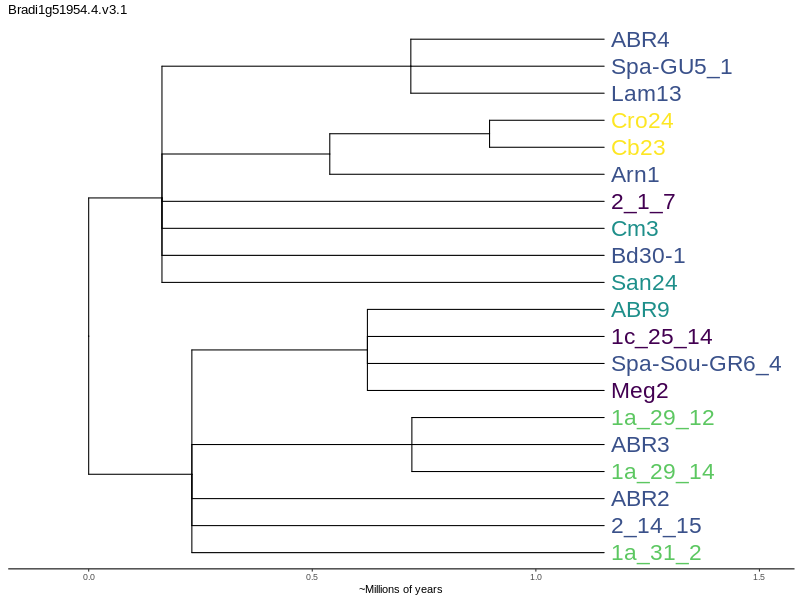 Bradi1g51954.4.v3.1
ABR4
Spa-GU5_1
Lam13
Cro24
Cb23
Arn1
2_1_7
Cm3
Bd30-1
San24
ABR9
1c_25_14
Spa-Sou-GR6_4
Meg2
1a_29_12
ABR3
1a_29_14
ABR2
2_14_15
1a_31_2
0.0 0.5 1.0 1.5
~Millions of years